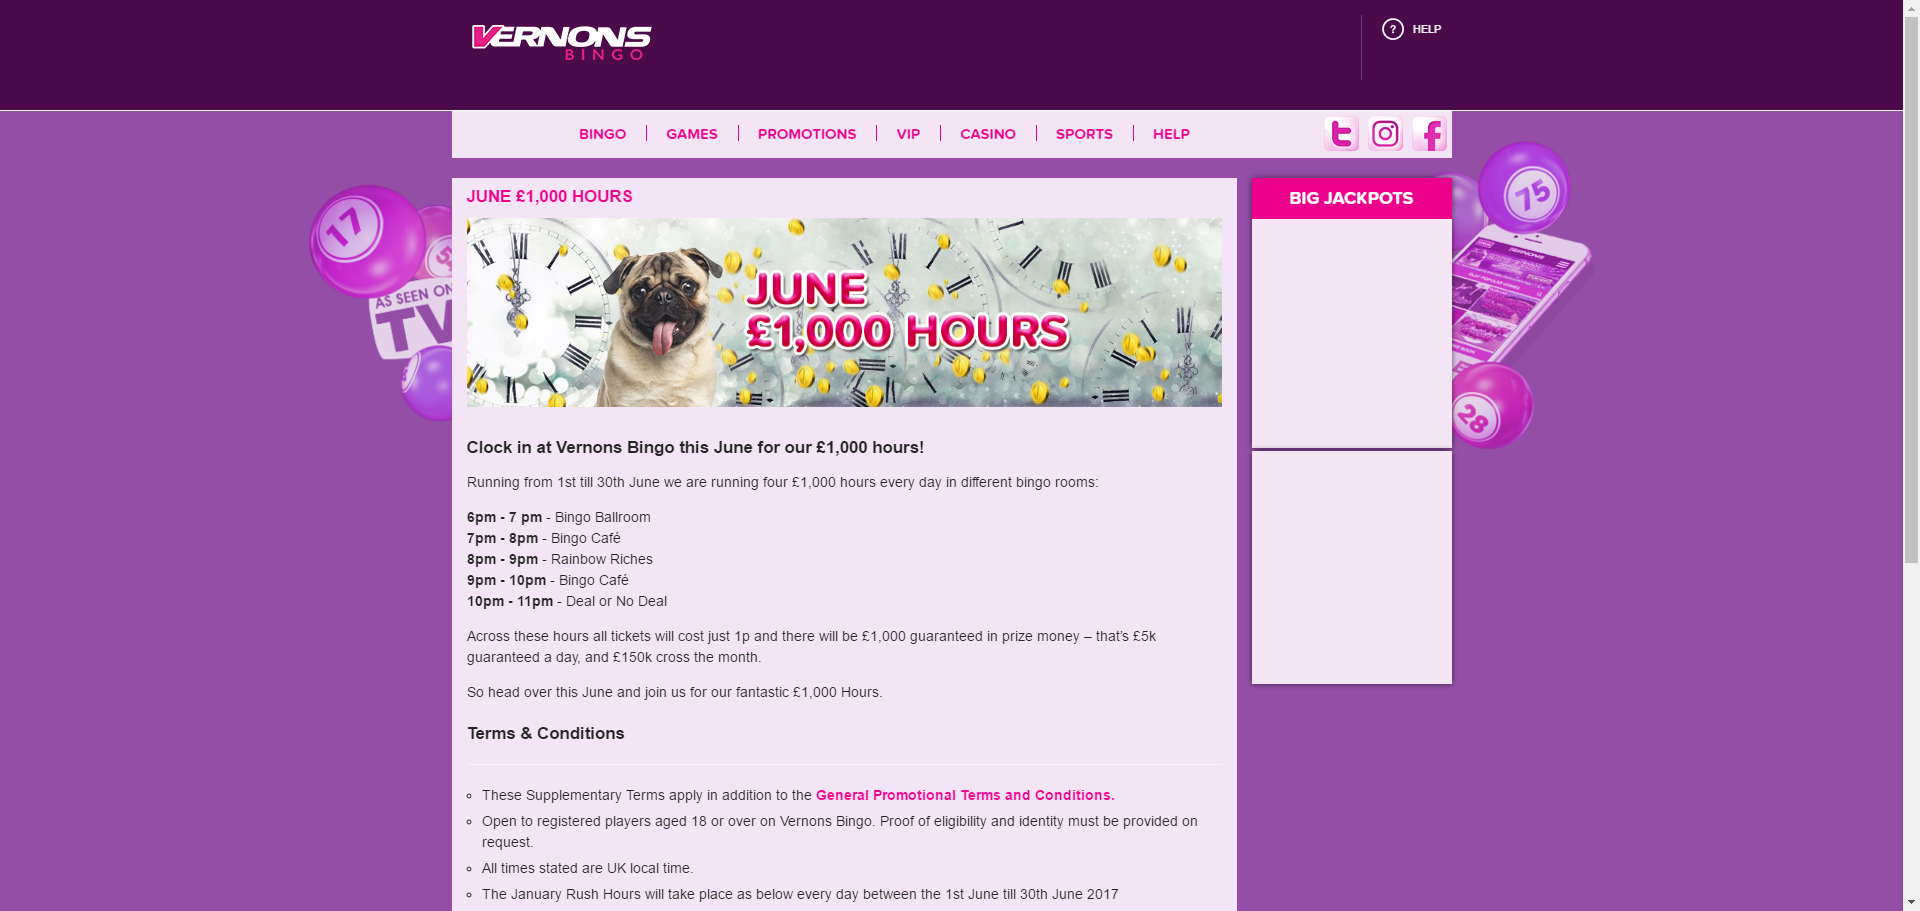 VERNONS
BINGO
? HELP
BINGO
GAMES
PROMOTIONS
VIP
CASINO
SPORTS
HELP
JUNE £1,000 HOURS
BIG JACKPOTS
17
AS SEEN ON
TV
75
28
JUNE
£1,000 HOURS
Clock in at Vernons Bingo this June for our £1,000 hours!
Running from 1st till 30th June we are running four £1,000 hours every day in different bingo rooms:
6pm - 7 pm - Bingo Ballroom
7pm - 8pm - Bingo Café
8pm - 9pm - Rainbow Riches
9pm - 10pm - Bingo Café
10pm - 11pm - Deal or No Deal
Across these hours all tickets will cost just 1p and there will be £1,000 guaranteed in prize money – that’s £5k
guaranteed a day, and £150k cross the month.
So head over this June and join us for our fantastic £1,000 Hours.
Terms & Conditions
These Supplementary Terms apply in addition to the General Promotional Terms and Conditions.
Open to registered players aged 18 or over on Vernons Bingo. Proof of eligibility and identity must be provided on
request.
All times stated are UK local time.
The January Rush Hours will take place as below every day between the 1st June till 30th June 2017